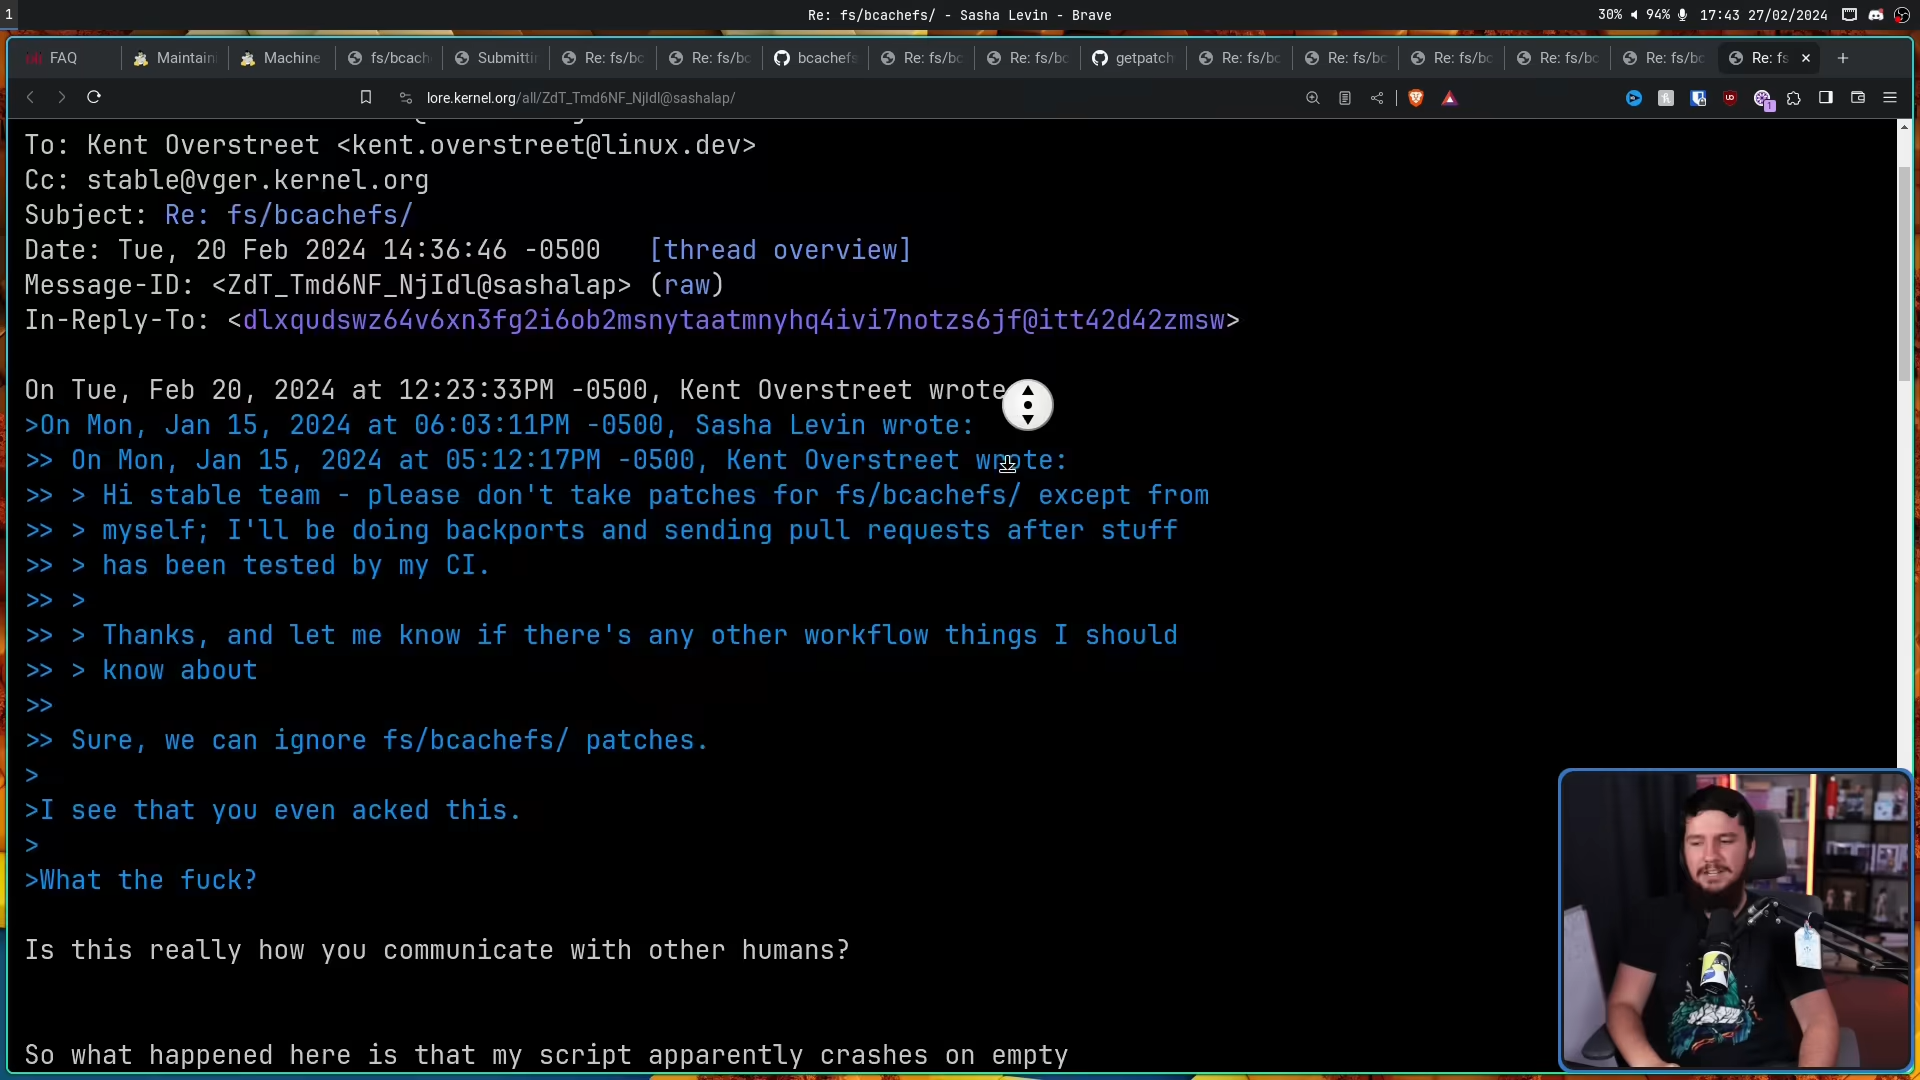 1
Re: fs/bcachefs/ - Sasha Levin - Brave
30% 94% 17:43 27/02/2024
FAQ
Maintain
Machine
fs/bcach
Submitti
Re: fs/bc
Re: fs/bc
bcachefs
Re: fs/bc
Re: fs/bc
getpatch
Re: fs/bc
Re: fs/bc
Re: fs/bc
Re: fs/bc
Re: fs/bc
Re: fs
lore.kernel.org/all/ZdT_Tmd6NF_NjIdl@sashalap/
1
To: Kent Overstreet <kent.overstreet@linux.dev>
Cc: stable@vger.kernel.org
Subject: Re: fs/bcachefs/
Date: Tue, 20 Feb 2024 14:36:46 -0500 [thread overview]
Message-ID: <ZdT_Tmd6NF_NjIdl@sashalap> (raw)
In-Reply-To: <dlxqudswz64v6xn3fg2i6ob2msnytaatmnyhq4ivi7notzs6jf@itt42d42zmsw>
On Tue, Feb 20, 2024 at 12:23:33PM -0500, Kent Overstreet wrote
>On Mon, Jan 15, 2024 at 06:03:11PM -0500, Sasha Levin wrote:
>> On Mon, Jan 15, 2024 at 05:12:17PM -0500, Kent Overstreet wrote:
>> > Hi stable team - please don't take patches for fs/bcachefs/ except from
>> > myself; I'll be doing backports and sending pull requests after stuff
>> > has been tested by my CI.
>> >
>> > Thanks, and let me know if there's any other workflow things I should
>> > know about
>>
>> Sure, we can ignore fs/bcachefs/ patches.
>
>I see that you even acked this.
>
>What the fuck?
Is this really how you communicate with other humans?
So what happened here is that my script apparently crashes on empty